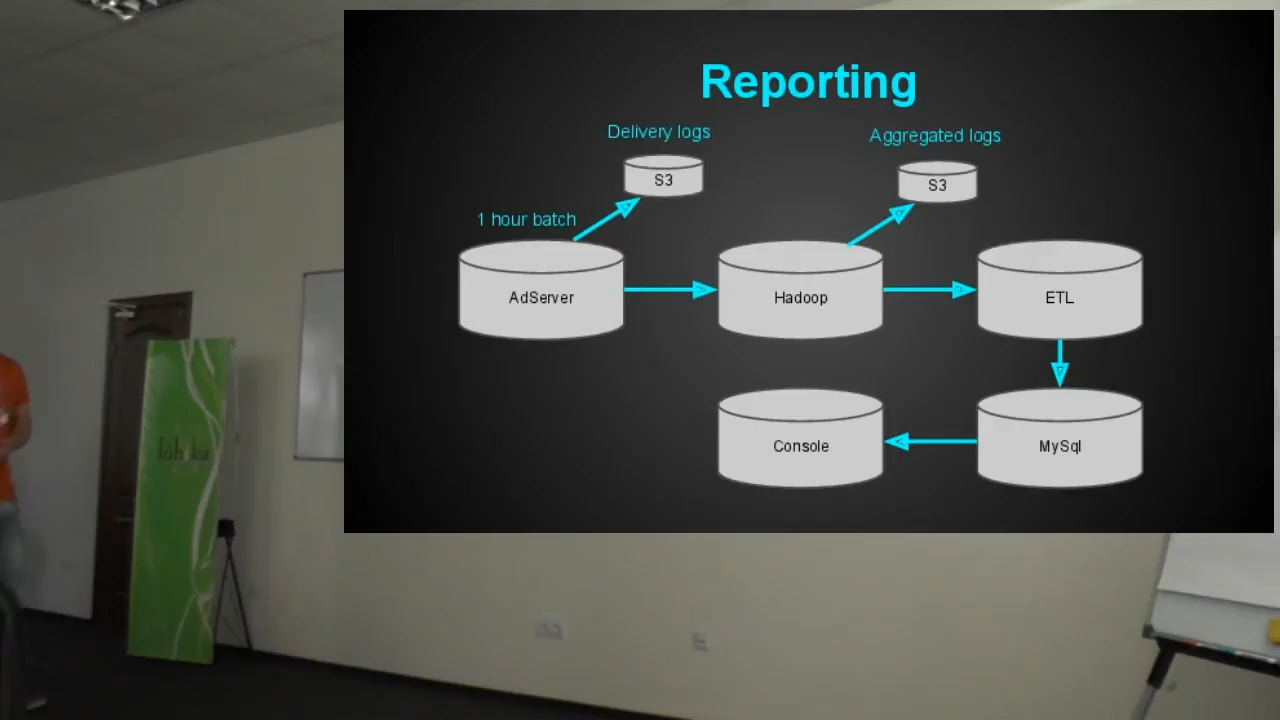 Reporting
Delivery logs
Aggregated logs
S3
S3
1 hour batch
AdServer
Hadoop
ETL
Console
MySql